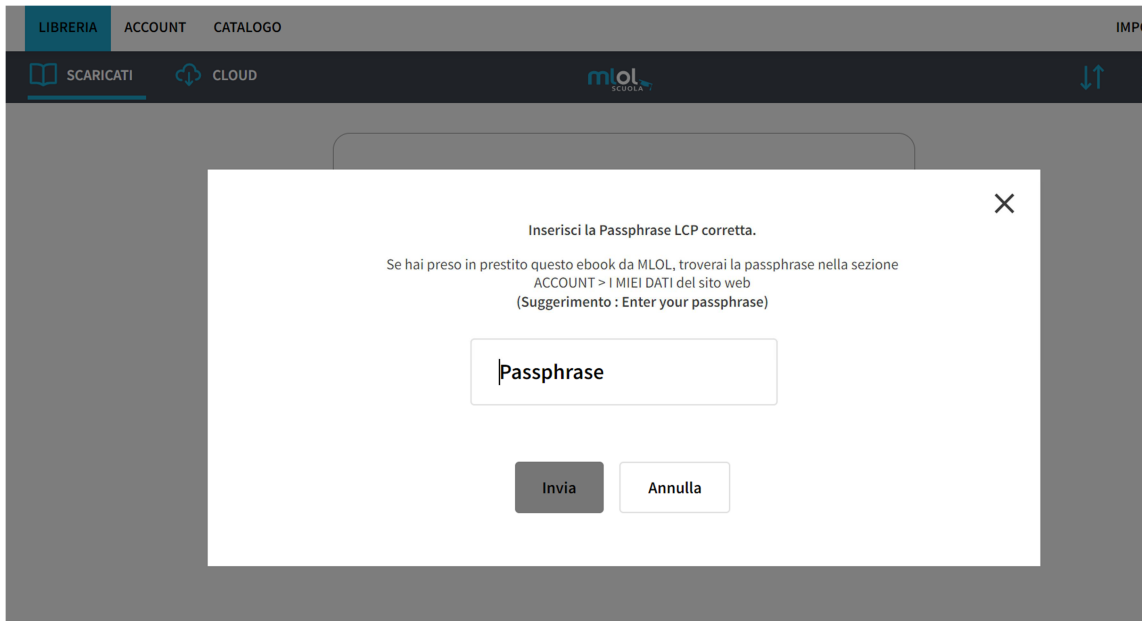 LIBRERIA ACCOUNT CATALOGO
SCARICATI CLOUD mlol SCUOLA
Inserisci la Passphrase LCP corretta.
Se hai preso in prestito questo ebook da MLOL, troverai la passphrase nella sezione
ACCOUNT > I MIEI DATI del sito web
(Suggerimento : Enter your passphrase)
Passphrase
Invia Annulla